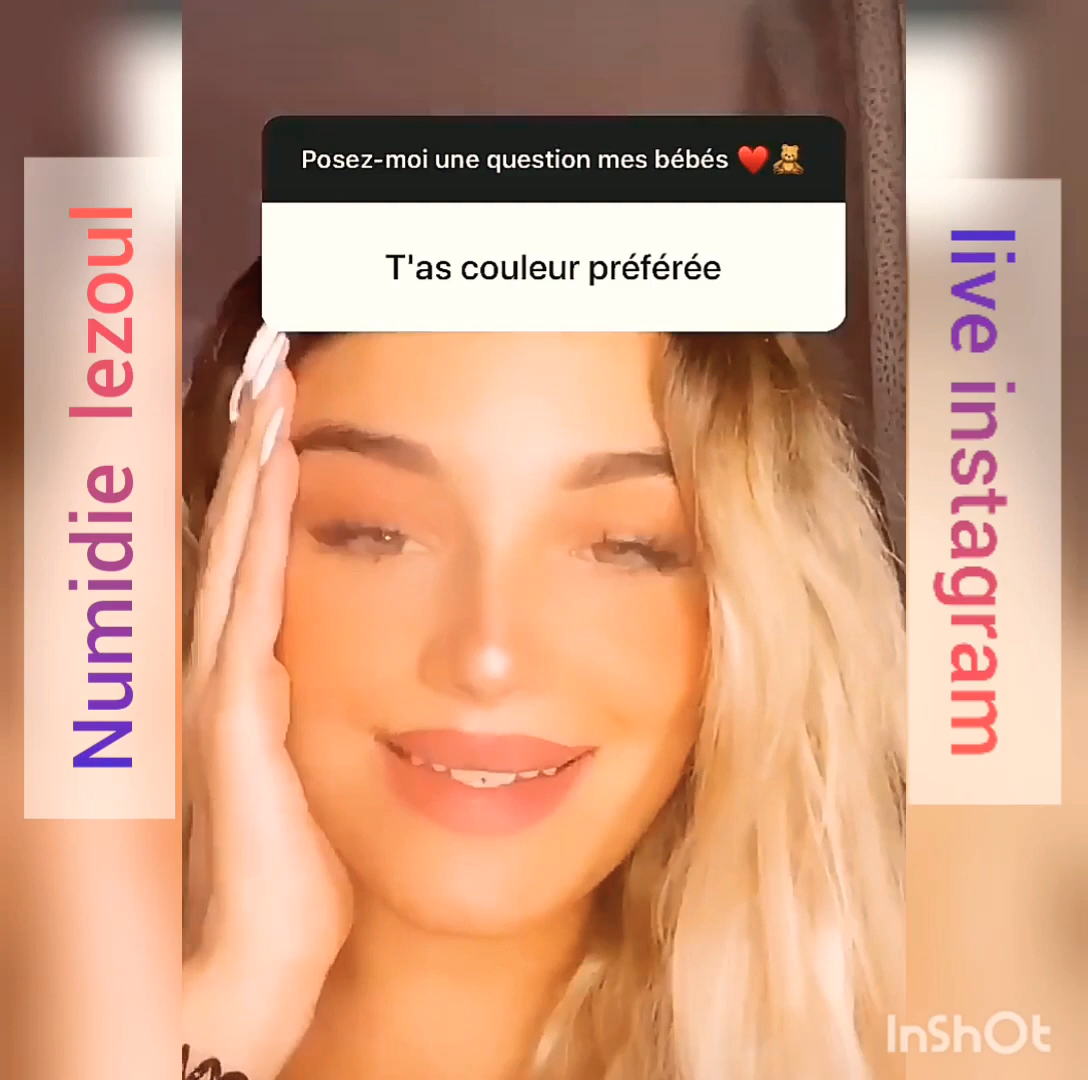 Posez-moi une question mes bébés ❤️🧸
T'as couleur préférée
Numidie lezoul
live instagram
InShOt